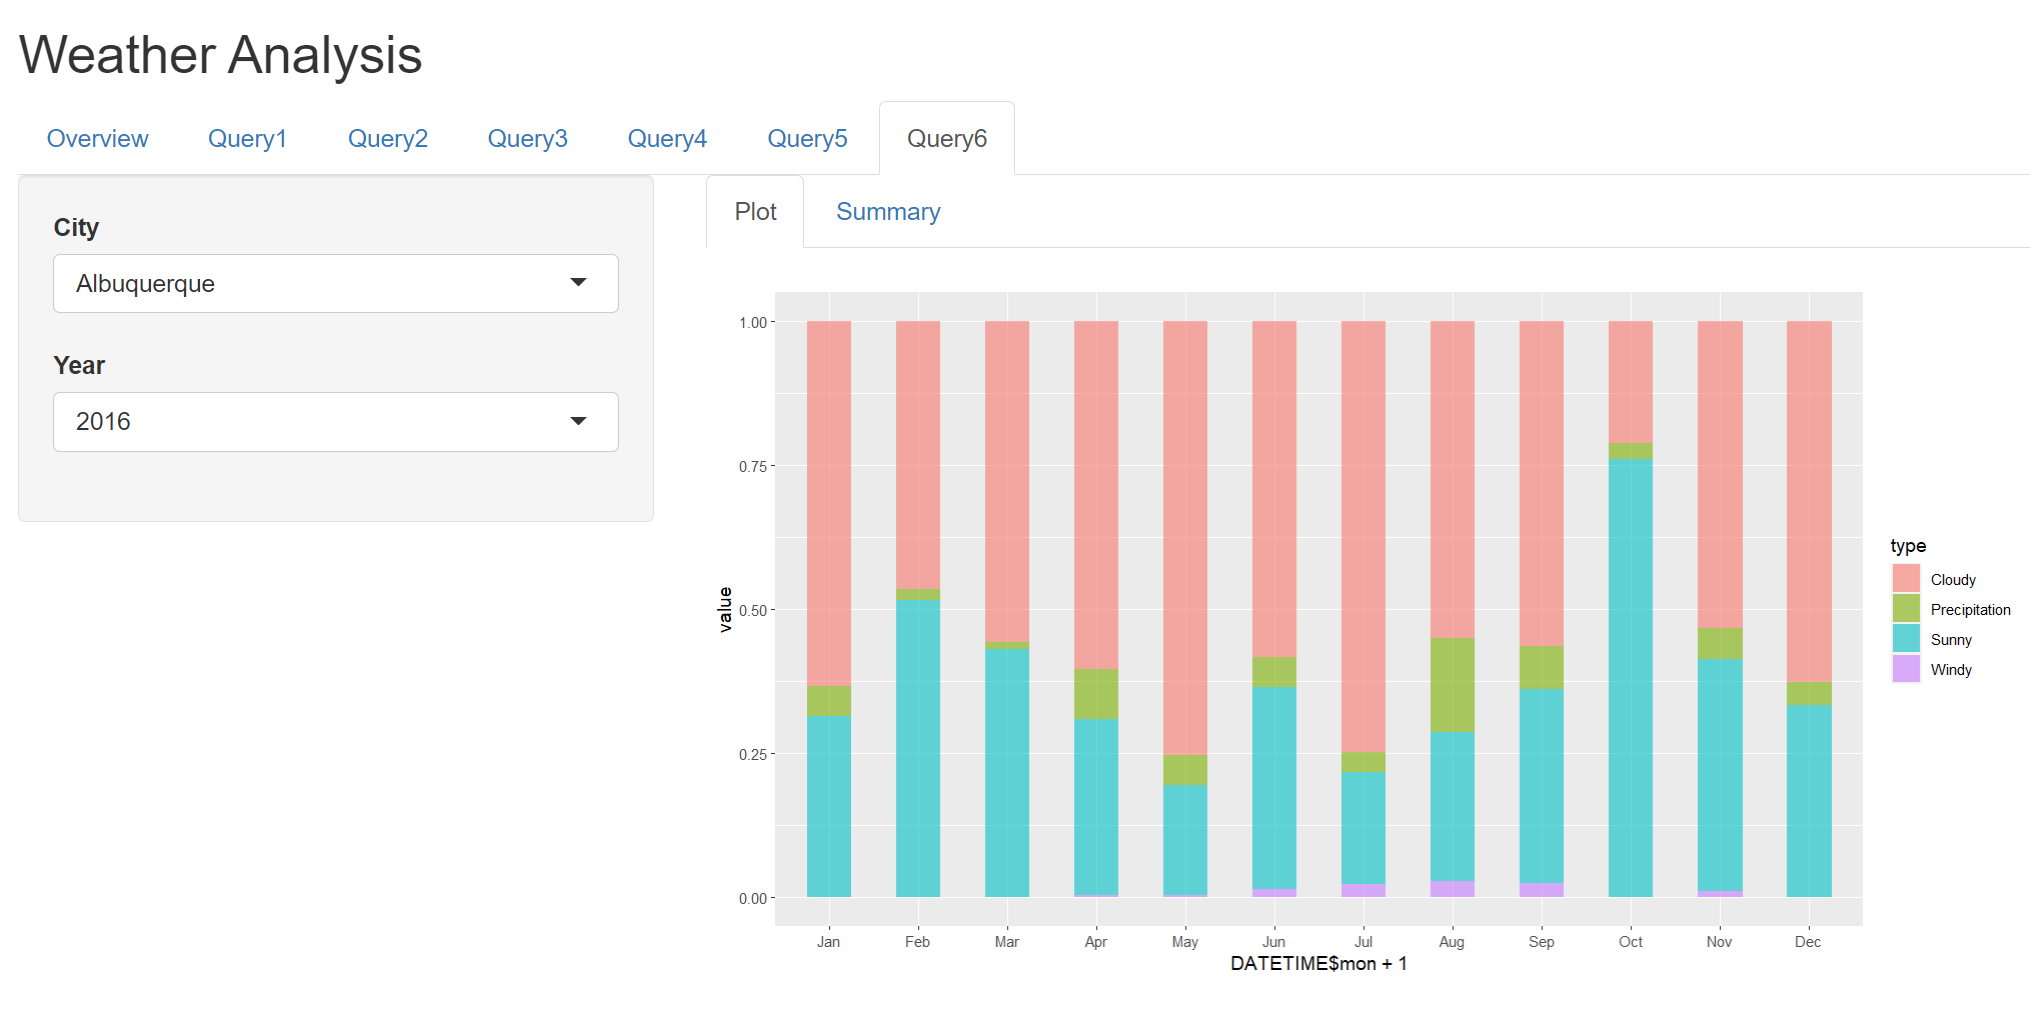 Weather Analysis
Overview Query1 Query2 Query3 Query4 Query5 Query6
City
Albuquerque
Year
2016
Plot Summary
1.00
0.75
0.50
0.25
0.00
value
Jan Feb Mar Apr May Jun Jul Aug Sep Oct Nov Dec
DATETIME$mon + 1
type
Cloudy
Precipitation
Sunny
Windy